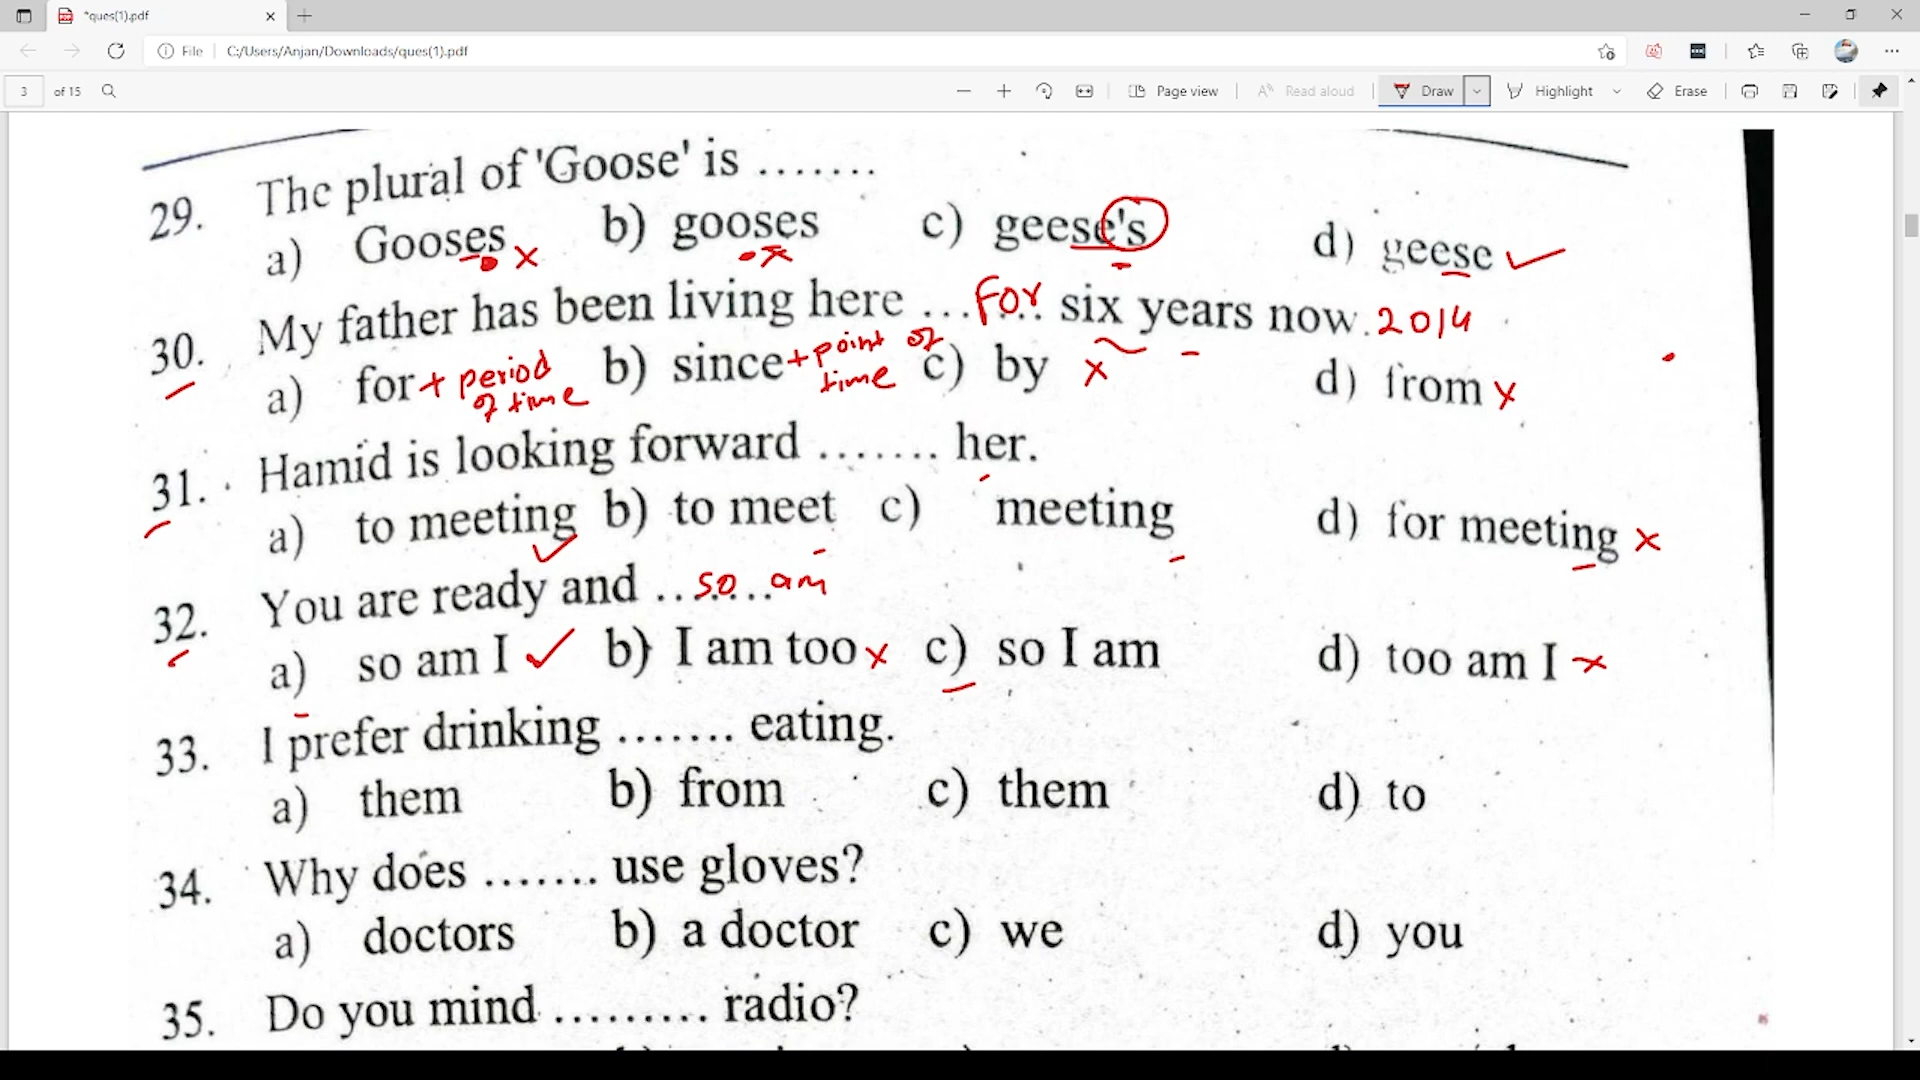 *ques(1).pdf
File C:/Users/Anjan/Downloads/ques(1).pdf
3 of 15 Page view Read aloud Draw Highlight Erase
29. The plural of 'Goose' is .......
a) Gooses x b) gooses x c) geese's d) geese ✓
30. My father has been living here ... For ... six years now. 2014
a) for + period of time b) since + point of time c) by x d) from x
31. Hamid is looking forward ....... her.
a) to meeting ✓ b) to meet c) meeting d) for meeting x
32. You are ready and ....... so am
a) so am I ✓ b) I am too x c) so I am d) too am I x
33. I prefer drinking ....... eating.
a) them b) from c) them d) to
34. Why does ....... use gloves?
a) doctors b) a doctor c) we d) you
35. Do you mind ......... radio?